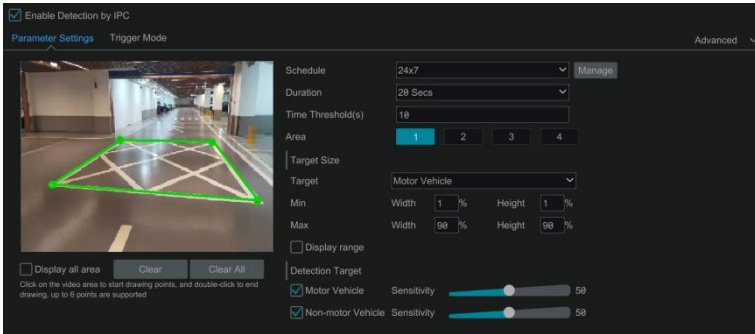 Enable Detection by IPC
Parameter Settings Trigger Mode Advanced
Schedule 24x7 Manage
Duration 20 Secs
Time Threshold(s) 10
Area 1 2 3 4
Target Size
Target Motor Vehicle
Min Width 1 % Height 1 %
Max Width 90 % Height 90 %
Display range
Display all area Clear Clear All
Click on the video area to start drawing points, and double-click to end
drawing, up to 6 points are supported
Detection Target
Motor Vehicle Sensitivity 50
Non-motor Vehicle Sensitivity 50